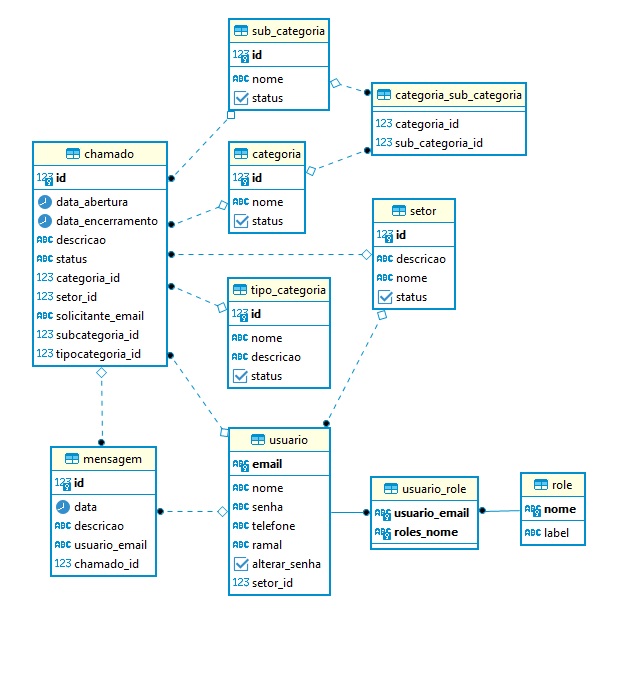 sub_categoria
123 id
ABC nome
status
categoria_sub_categoria
123 categoria_id
123 sub_categoria_id
chamado
123 id
data_abertura
data_encerramento
ABC descricao
ABC status
123 categoria_id
123 setor_id
ABC solicitante_email
123 subcategoria_id
123 tipocategoria_id
categoria
123 id
ABC nome
status
setor
123 id
ABC descricao
ABC nome
status
tipo_categoria
123 id
ABC nome
ABC descricao
status
mensagem
123 id
data
ABC descricao
ABC usuario_email
123 chamado_id
usuario
ABC email
ABC nome
ABC senha
ABC telefone
ABC ramal
alterar_senha
123 setor_id
usuario_role
ABC usuario_email
ABC roles_nome
role
ABC nome
ABC label